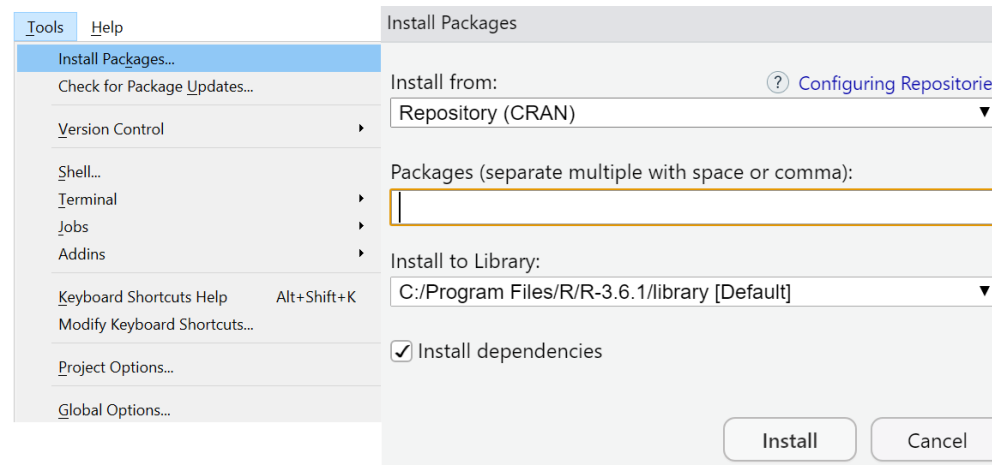 Tools Help
Install Packages...
Check for Package Updates...
Version Control
Shell...
Terminal
Jobs
Addins
Keyboard Shortcuts Help Alt+Shift+K
Modify Keyboard Shortcuts...
Project Options...
Global Options...
Install Packages
Install from:
? Configuring Repositorie
Repository (CRAN)
Packages (separate multiple with space or comma):
Install to Library:
C:/Program Files/R/R-3.6.1/library [Default]
Install dependencies
Install Cancel